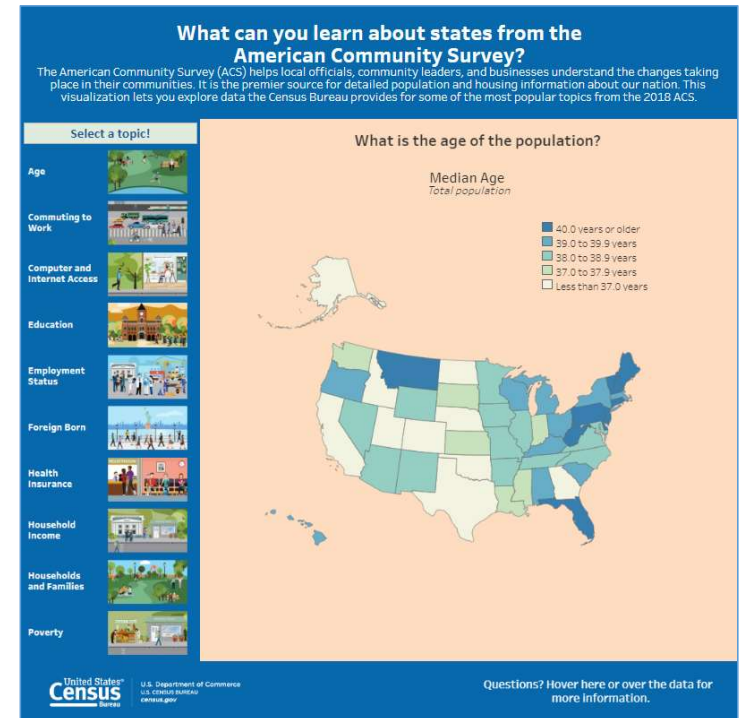 What can you learn about states from the
American Community Survey?
The American Community Survey (ACS) helps local officials, community leaders, and businesses understand the changes taking
place in their communities. It is the premier source for detailed population and housing information about our nation. This
visualization lets you explore data the Census Bureau provides for some of the most popular topics from the 2018 ACS.
Select a topic!
Age
Commuting to
Work
Computer and
Internet Access
Education
Employment
Status
Foreign Born
Health
Insurance
Household
Income
Households
and Families
Poverty
What is the age of the population?
Median Age
Total population
40.0 years or older
39.0 to 39.9 years
38.0 to 38.9 years
37.0 to 37.9 years
Less than 37.0 years
United States®
Census
Bureau
U.S. Department of Commerce
U.S. CENSUS BUREAU
census.gov
Questions? Hover here or over the data for
more information.